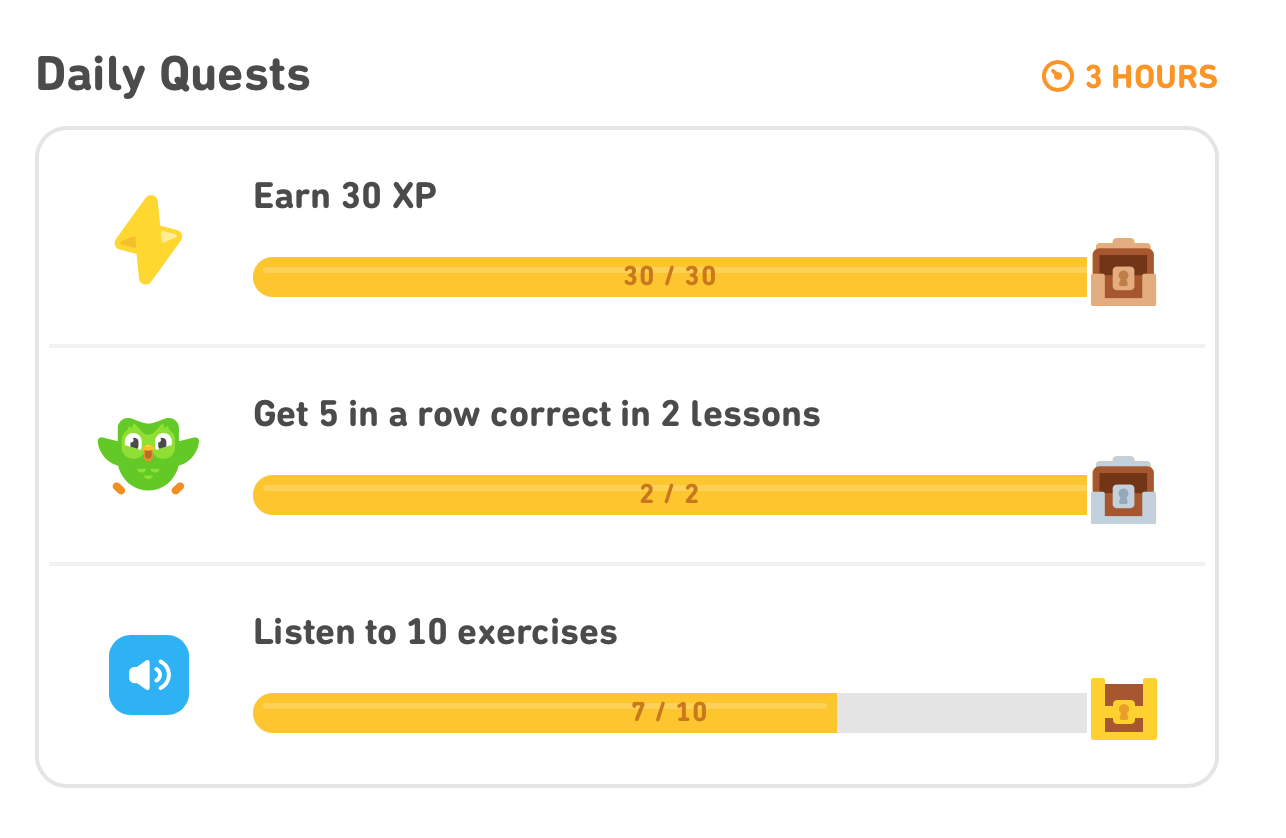 Daily Quests
3 HOURS
Earn 30 XP
30 / 30
Get 5 in a row correct in 2 lessons
2 / 2
Listen to 10 exercises
7 / 10